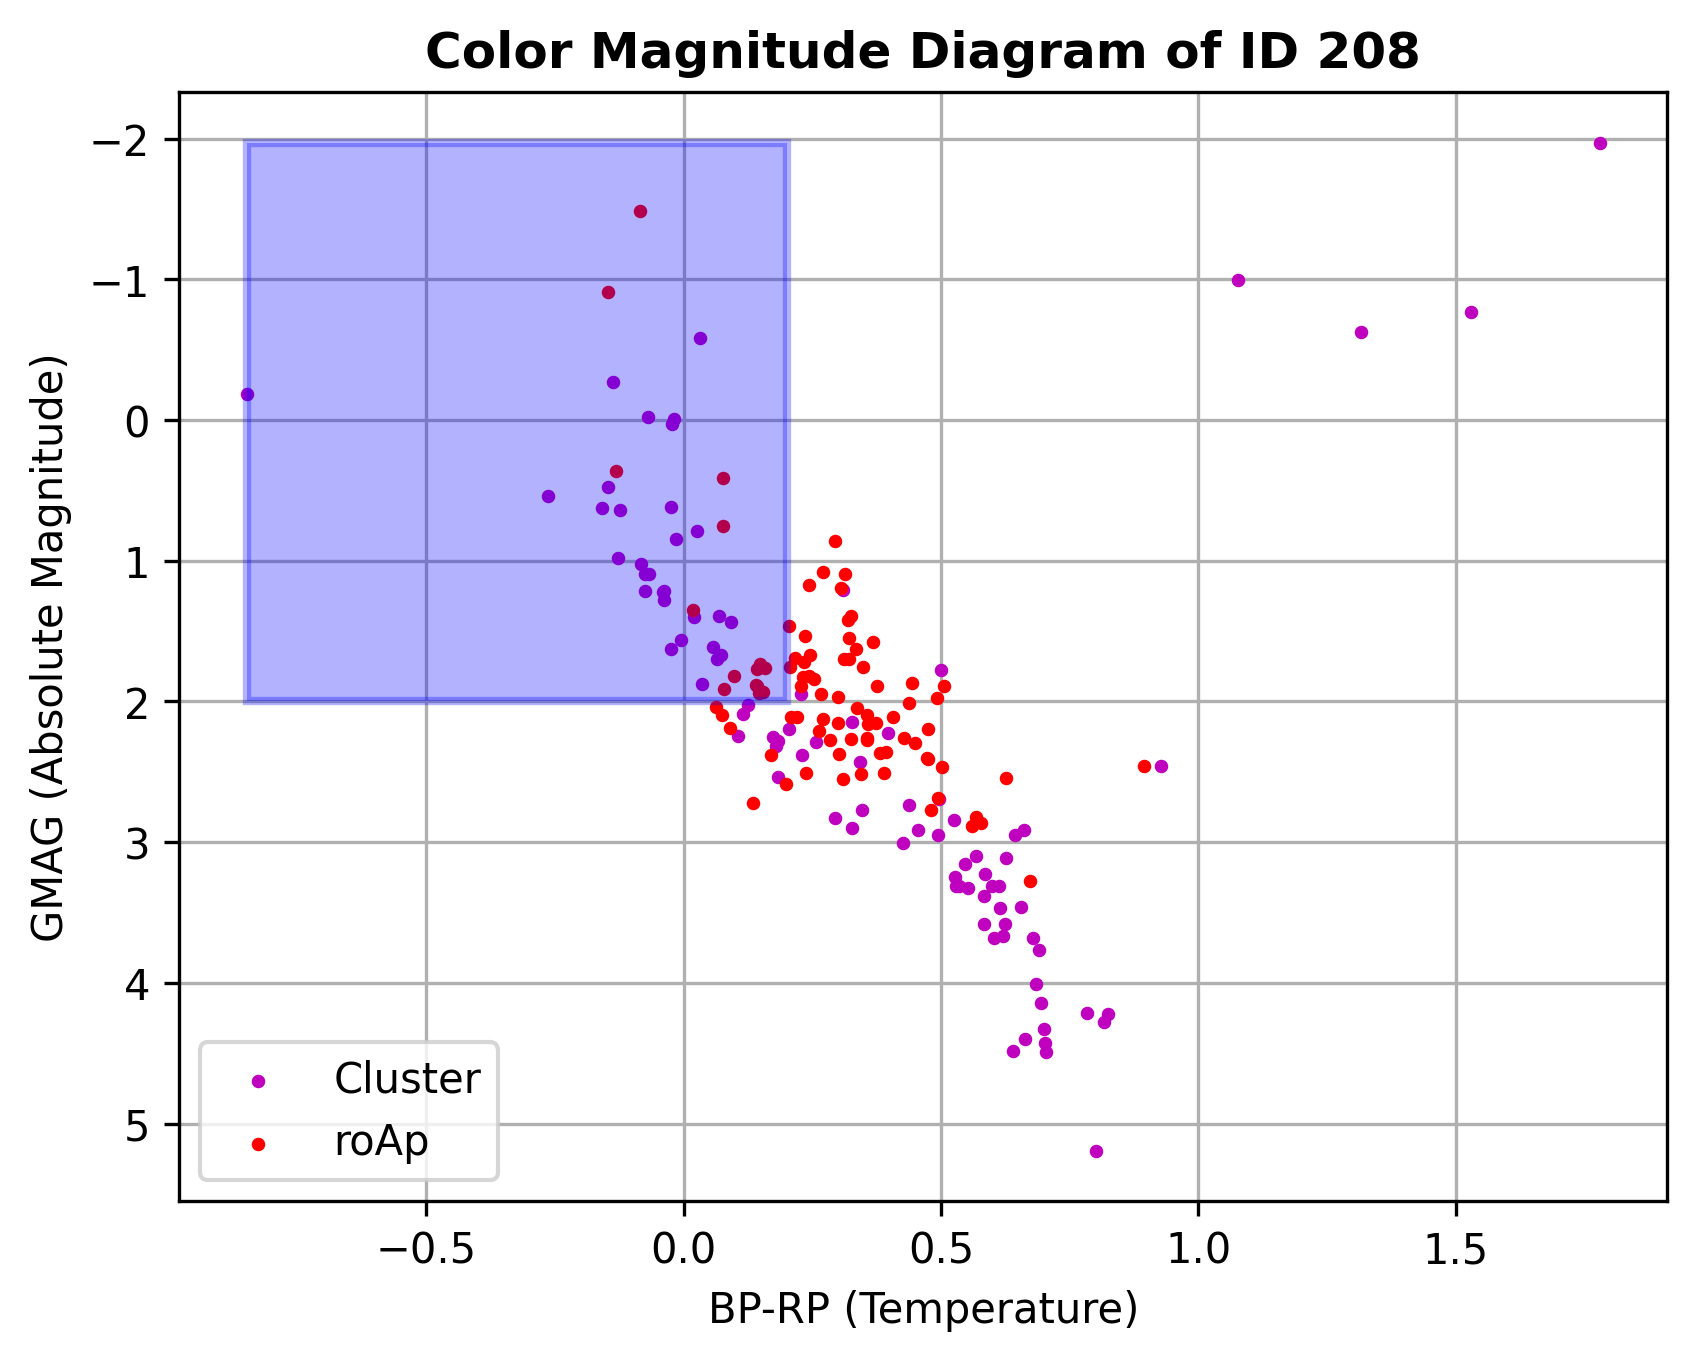 Color Magnitude Diagram of ID 208
GMAG (Absolute Magnitude)
−2
−1
0
1
2
3
4
5
Cluster
roAp
−0.5 0.0 0.5 1.0 1.5
BP-RP (Temperature)